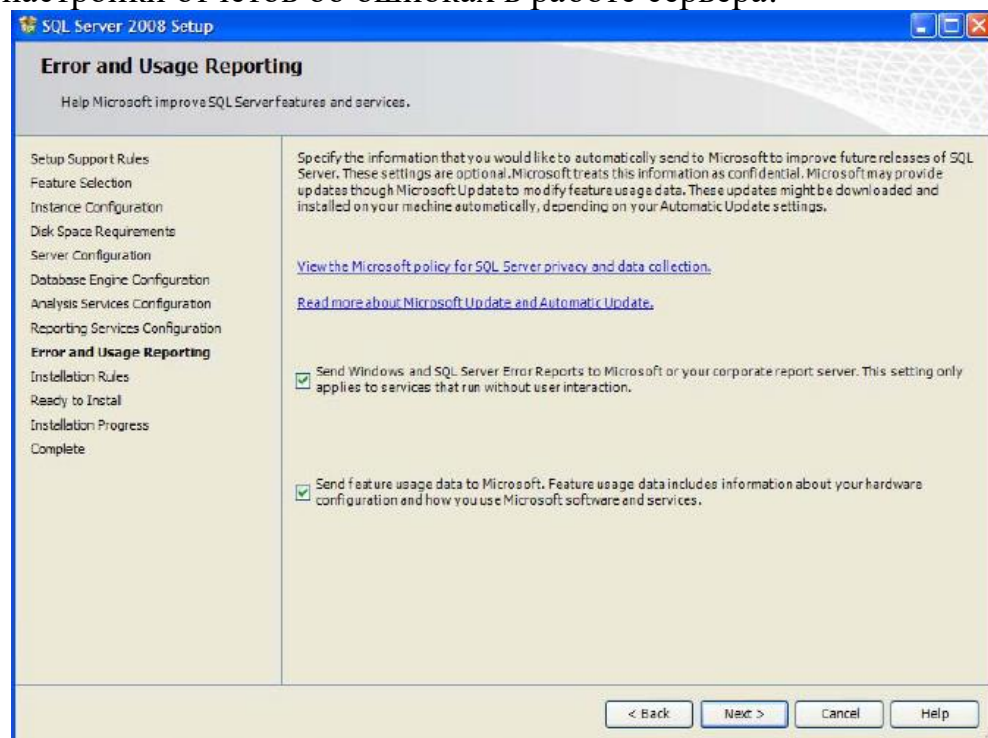 настройки отчетов об ошибках в работе сервера.
SQL Server 2008 Setup
Error and Usage Reporting
Help Microsoft improve SQL Server features and services.
Setup Support Rules
Feature Selection
Instance Configuration
Disk Space Requirements
Server Configuration
Database Engine Configuration
Analysis Services Configuration
Reporting Services Configuration
Error and Usage Reporting
Installation Rules
Ready to Install
Installation Progress
Complete
Specify the information that you would like to automatically send to Microsoft to improve future releases of SQL
Server. These settings are optional.Microsoft treats this information as confidential. Microsoft may provide
updates though Microsoft Update to modify feature usage data. These updates might be downloaded and
installed on your machine automatically, depending on your Automatic Update settings.
View the Microsoft policy for SQL Server privacy and data collection.
Read more about Microsoft Update and Automatic Update.
Send Windows and SQL Server Error Reports to Microsoft or your corporate report server. This setting only
applies to services that run without user interaction.
Send feature usage data to Microsoft. Feature usage data includes information about your hardware
configuration and how you use Microsoft software and services.
< Back
Next >
Cancel
Help